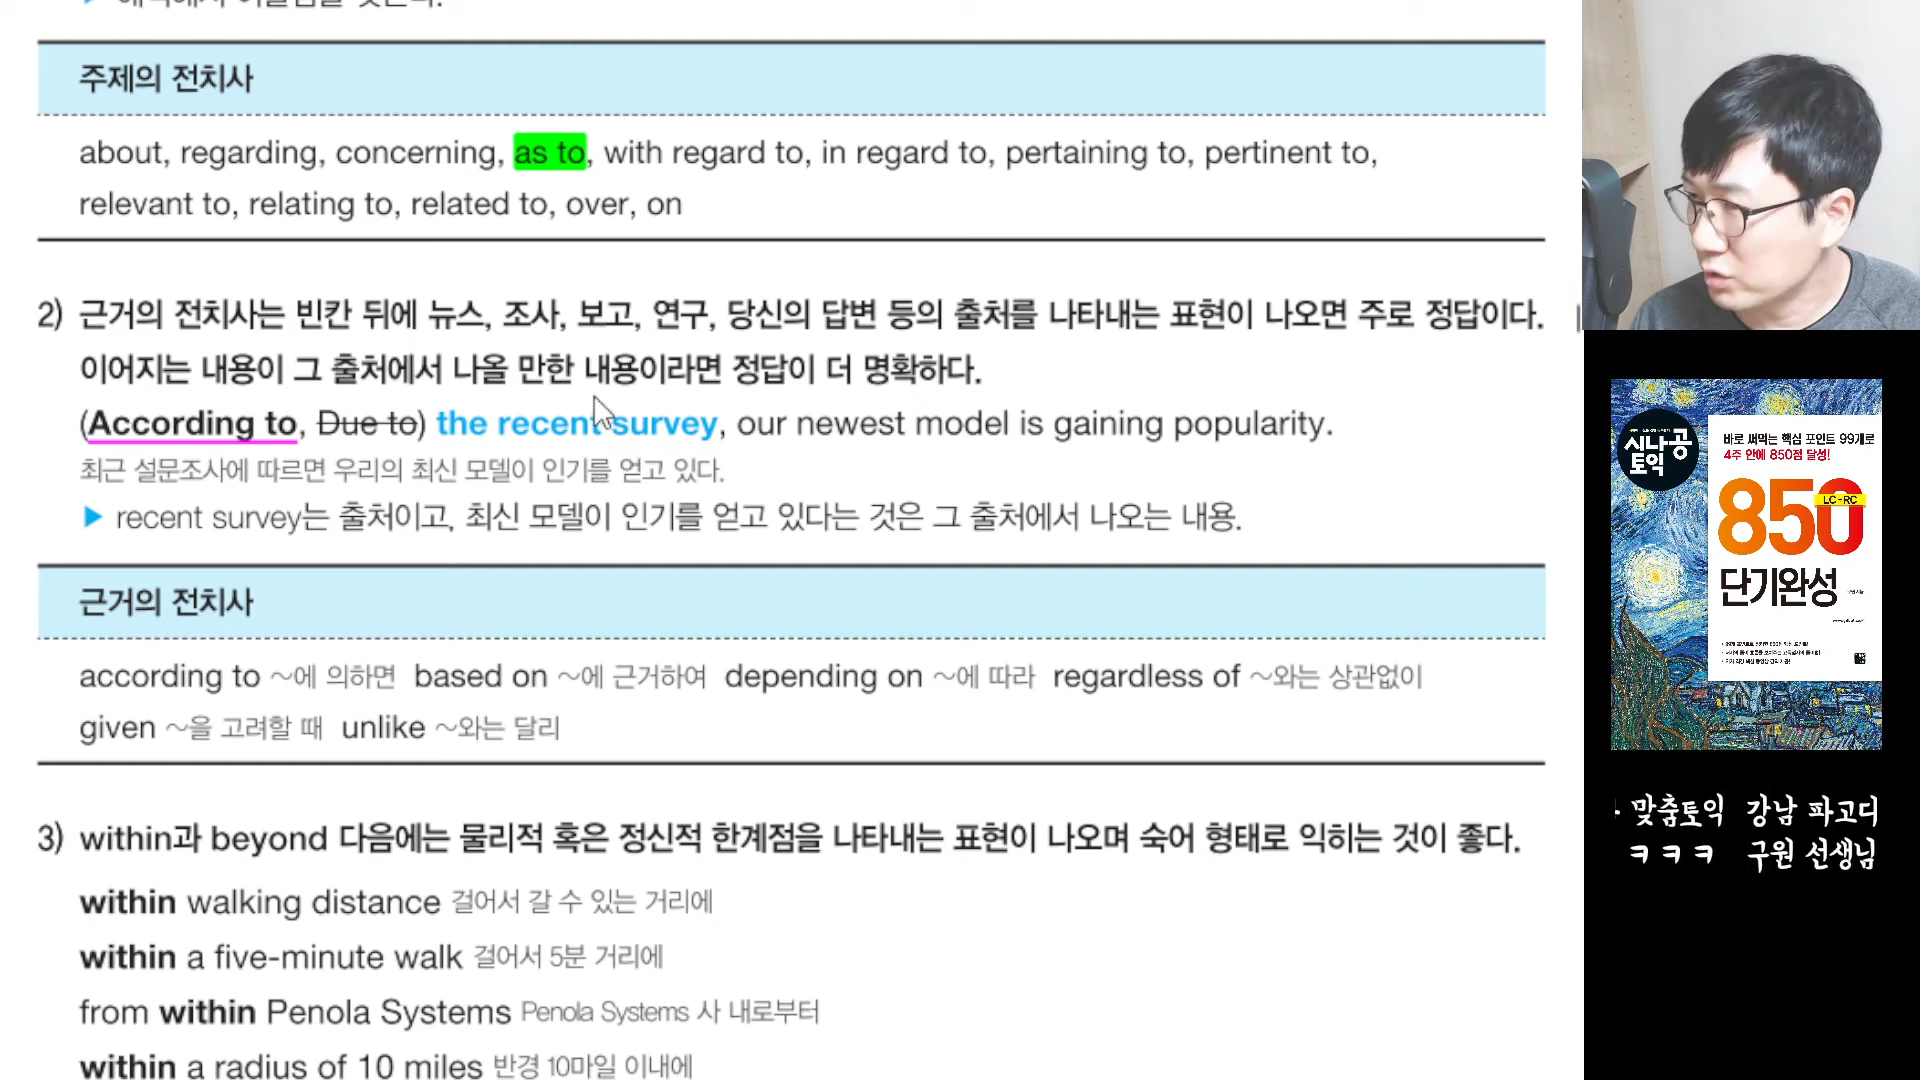 주제의 전치사
about, regarding, concerning, as to, with regard to, in regard to, pertaining to, pertinent to,
relevant to, relating to, related to, over, on
2) 근거의 전치사는 빈칸 뒤에 뉴스, 조사, 보고, 연구, 당신의 답변 등의 출처를 나타내는 표현이 나오면 주로 정답이다.
이어지는 내용이 그 출처에서 나올 만한 내용이라면 정답이 더 명확하다.
(According to, Due to) the recent survey, our newest model is gaining popularity.
최근 설문조사에 따르면 우리의 최신 모델이 인기를 얻고 있다.
▶ recent survey는 출처이고, 최신 모델이 인기를 얻고 있다는 것은 그 출처에서 나오는 내용.
근거의 전치사
according to ~에 의하면 based on ~에 근거하여 depending on ~에 따라 regardless of ~와는 상관없이
given ~을 고려할 때 unlike ~와는 달리
3) within과 beyond 다음에는 물리적 혹은 정신적 한계점을 나타내는 표현이 나오며 숙어 형태로 익히는 것이 좋다.
within walking distance 걸어서 갈 수 있는 거리에
within a five-minute walk 걸어서 5분 거리에
from within Penola Systems Penola Systems 사 내로부터
within a radius of 10 miles 반경 10마일 이내에
시나공
토익
바로 써먹는 핵심 포인트 99개로
4주 안에 850점 달성!
LC+RC
850
단기완성
맞춤토익 강남 파고다
ㅋㅋㅋ 구원 선생님